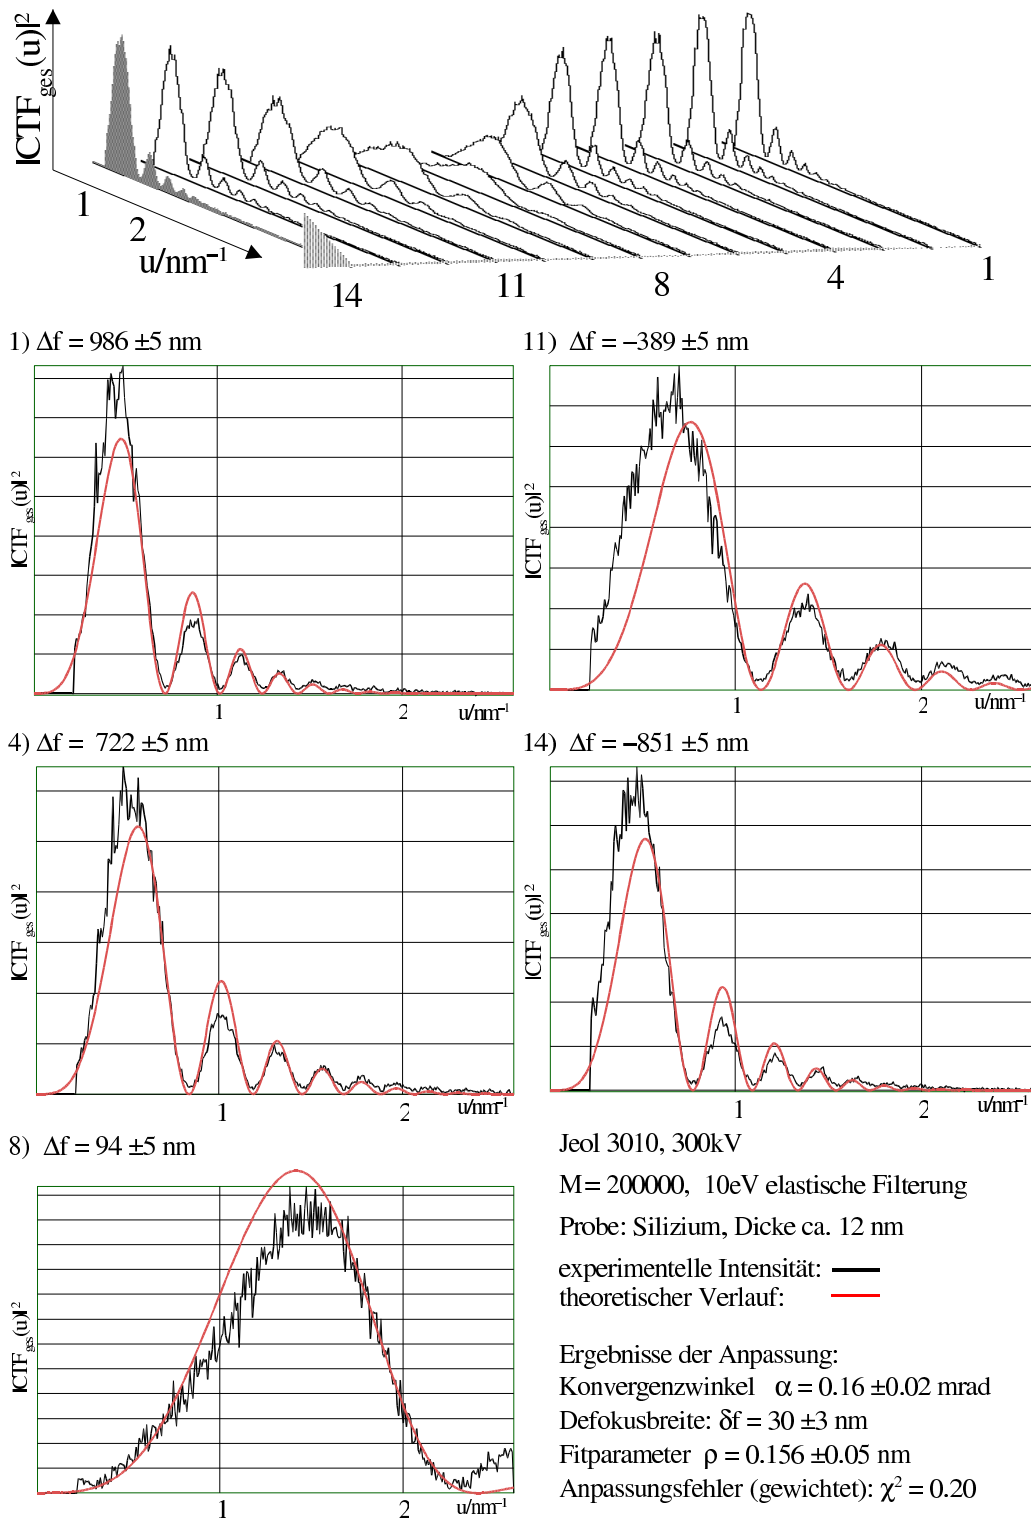 |CTF_ges(u)|²
1
2
u/nm⁻¹
14
11
8
4
1
1) Δf = 986 ±5 nm
|CTF_ges(u)|²
1
2
u/nm⁻¹
11) Δf = −389 ±5 nm
|CTF_ges(u)|²
1
2
u/nm⁻¹
4) Δf = 722 ±5 nm
|CTF_ges(u)|²
1
2
u/nm⁻¹
14) Δf = −851 ±5 nm
|CTF_ges(u)|²
1
2
u/nm⁻¹
8) Δf = 94 ±5 nm
|CTF_ges(u)|²
1
2
u/nm⁻¹
Jeol 3010, 300kV
M = 200000, 10eV elastische Filterung
Probe: Silizium, Dicke ca. 12 nm
experimentelle Intensität:
theoretischer Verlauf:
Ergebnisse der Anpassung:
Konvergenzwinkel α = 0.16 ±0.02 mrad
Defokusbreite: δf = 30 ±3 nm
Fitparameter ρ = 0.156 ±0.05 nm
Anpassungsfehler (gewichtet): χ² = 0.20